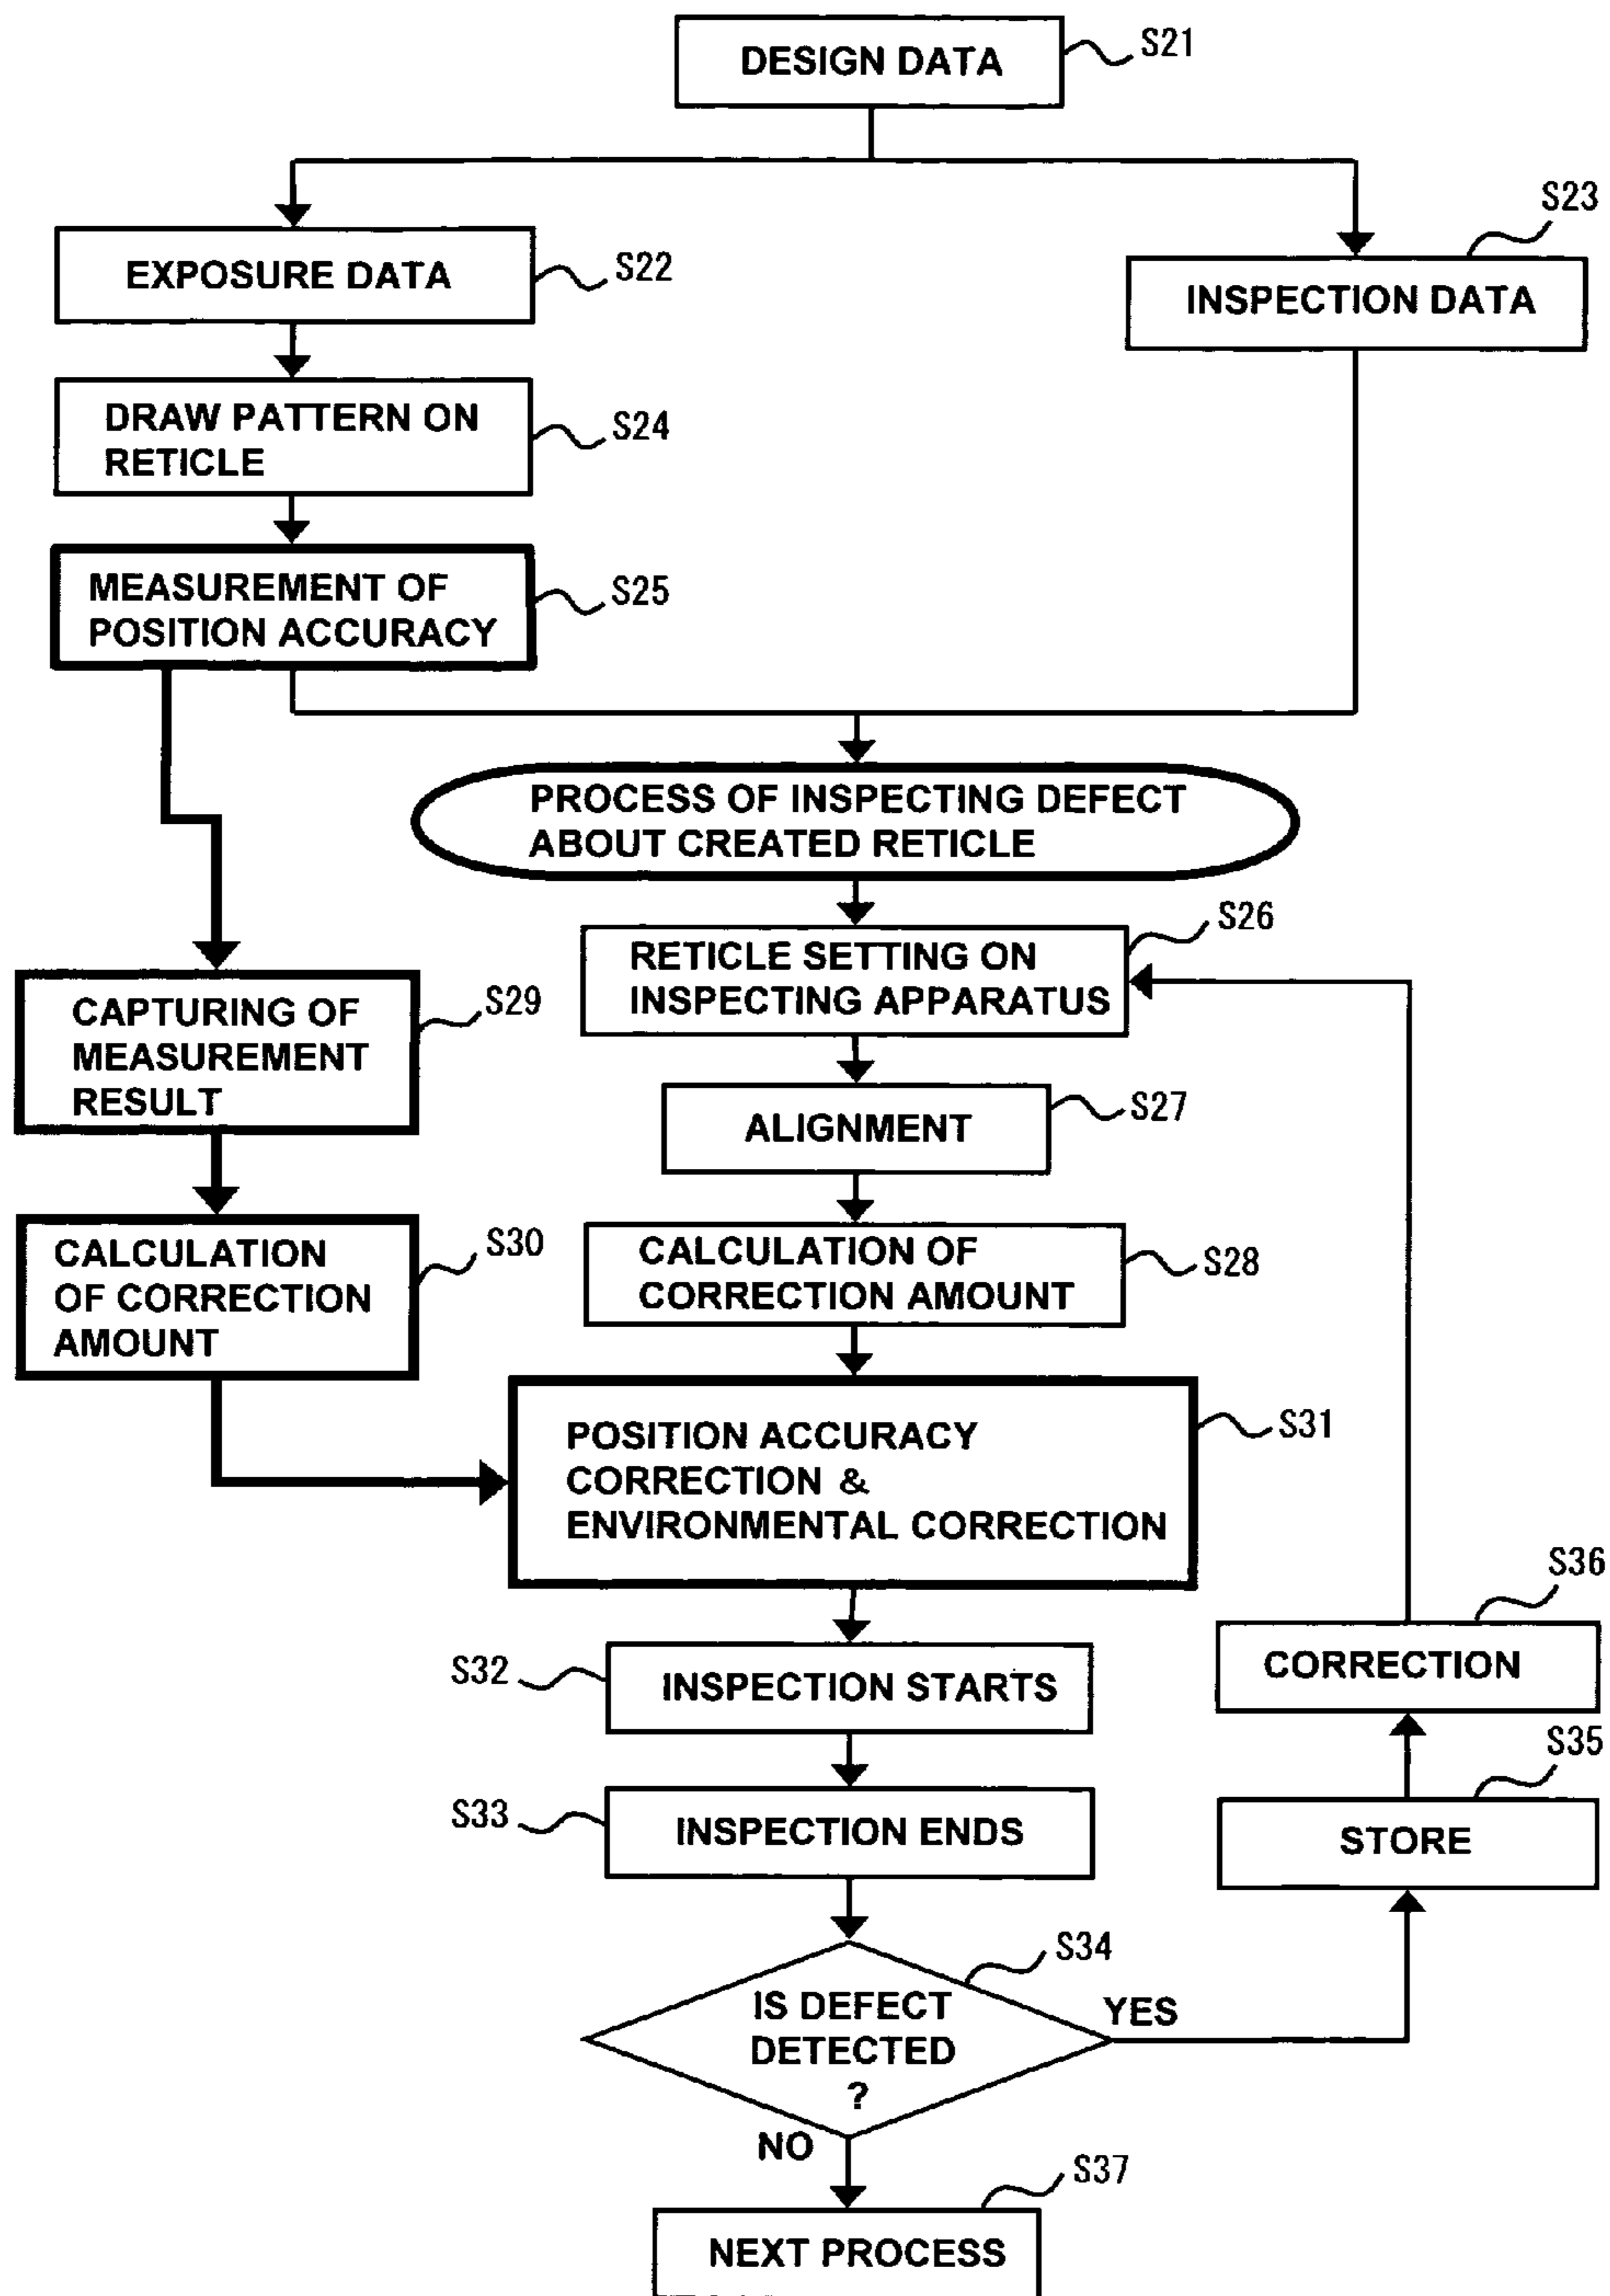 DESIGN DATA
S21
EXPOSURE DATA
S22
INSPECTION DATA
S23
DRAW PATTERN ON
RETICLE
S24
MEASUREMENT OF
POSITION ACCURACY
S25
PROCESS OF INSPECTING DEFECT
ABOUT CREATED RETICLE
RETICLE SETTING ON
INSPECTING APPARATUS
S26
CAPTURING OF
MEASUREMENT
RESULT
S29
ALIGNMENT
S27
CALCULATION
OF CORRECTION
AMOUNT
S30
CALCULATION OF
CORRECTION AMOUNT
S28
POSITION ACCURACY
CORRECTION &
ENVIRONMENTAL CORRECTION
S31
S32
INSPECTION STARTS
CORRECTION
S36
S33
INSPECTION ENDS
STORE
S35
IS DEFECT
DETECTED
?
S34
YES
NO
NEXT PROCESS
S37